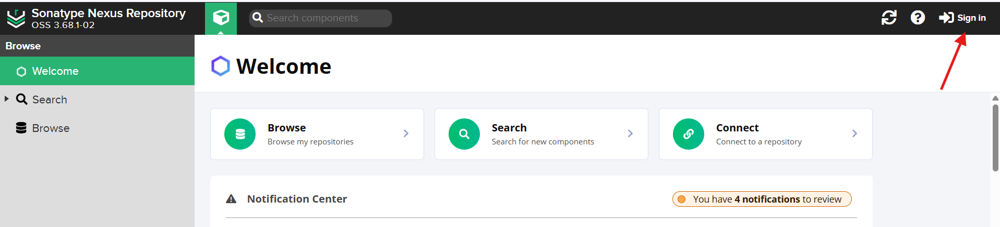 Sonatype Nexus Repository
OSS 3.68.1-02
Search components
Sign in
Browse
Welcome
Search
Browse
Welcome
Browse
Browse my repositories
Search
Search for new components
Connect
Connect to a repository
Notification Center
You have 4 notifications to review